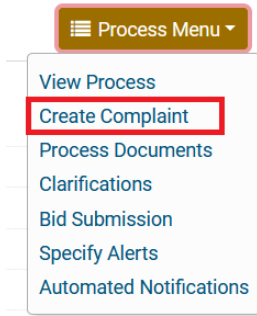 Process Menu
View Process
Create Complaint
Process Documents
Clarifications
Bid Submission
Specify Alerts
Automated Notifications